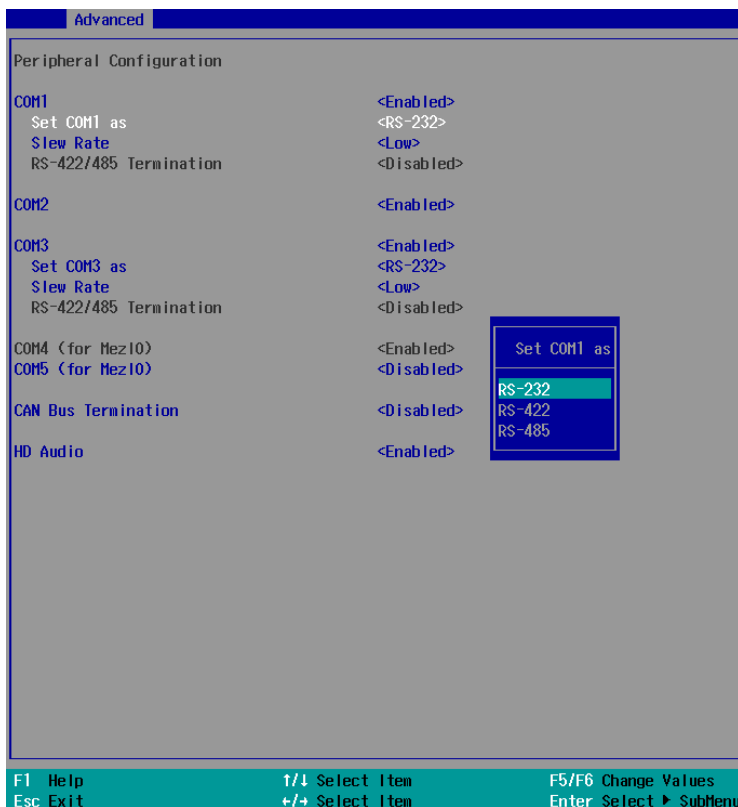 Advanced
Peripheral Configuration
COM1 <Enabled>
Set COM1 as <RS-232>
Slew Rate <Low>
RS-422/485 Termination <Disabled>
COM2 <Enabled>
COM3 <Enabled>
Set COM3 as <RS-232>
Slew Rate <Low>
RS-422/485 Termination <Disabled>
COM4 (for MezIO) <Enabled>
COM5 (for MezIO) <Disabled>
CAN Bus Termination <Disabled>
HD Audio <Enabled>
Set COM1 as
RS-232
RS-422
RS-485
F1 Help ↑/↓ Select Item F5/F6 Change Values
Esc Exit ←/→ Select Item Enter Select ▶ SubMenu